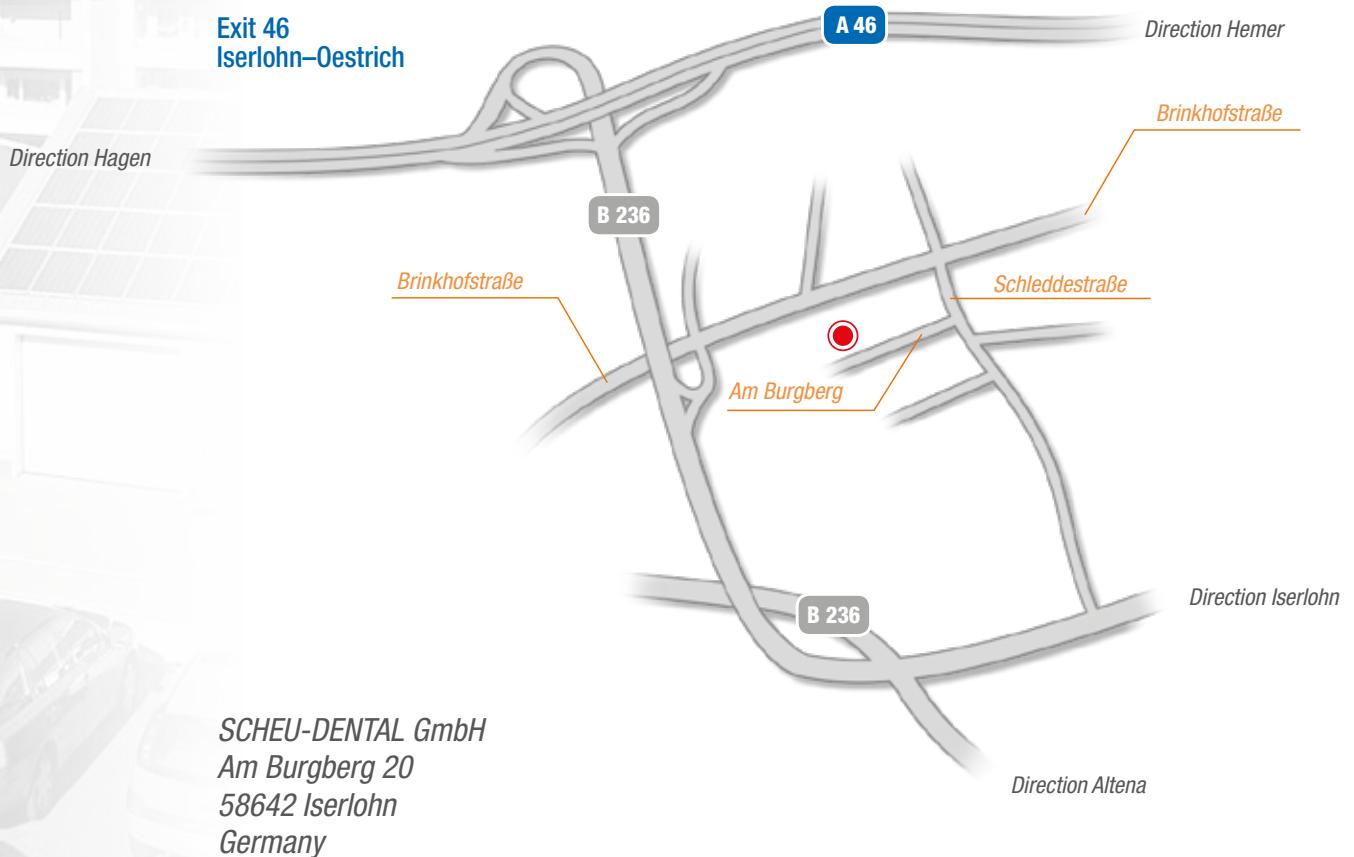 Exit 46
Iserlohn–Oestrich
A 46
Direction Hemer
Brinkhofstraße
Direction Hagen
B 236
Brinkhofstraße
Schleddestraße
Am Burgberg
Direction Iserlohn
B 236
Direction Altena
SCHEU-DENTAL GmbH
Am Burgberg 20
58642 Iserlohn
Germany